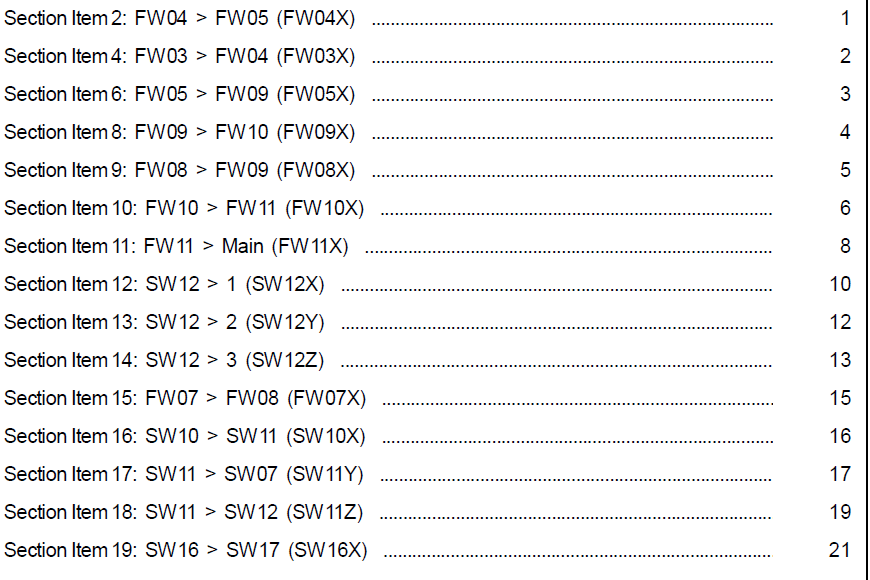 Section Item 2: FW04 > FW05 (FW04X) ........................ 1
Section Item 4: FW03 > FW04 (FW03X) ........................ 2
Section Item 6: FW05 > FW09 (FW05X) ........................ 3
Section Item 8: FW09 > FW10 (FW09X) ........................ 4
Section Item 9: FW08 > FW09 (FW08X) ........................ 5
Section Item 10: FW10 > FW11 (FW10X) ........................ 6
Section Item 11: FW11 > Main (FW11X) ........................ 8
Section Item 12: SW12 > 1 (SW12X) ........................ 10
Section Item 13: SW12 > 2 (SW12Y) ........................ 12
Section Item 14: SW12 > 3 (SW12Z) ........................ 13
Section Item 15: FW07 > FW08 (FW07X) ........................ 15
Section Item 16: SW10 > SW11 (SW10X) ........................ 16
Section Item 17: SW11 > SW07 (SW11Y) ........................ 17
Section Item 18: SW11 > SW12 (SW11Z) ........................ 19
Section Item 19: SW16 > SW17 (SW16X) ........................ 21